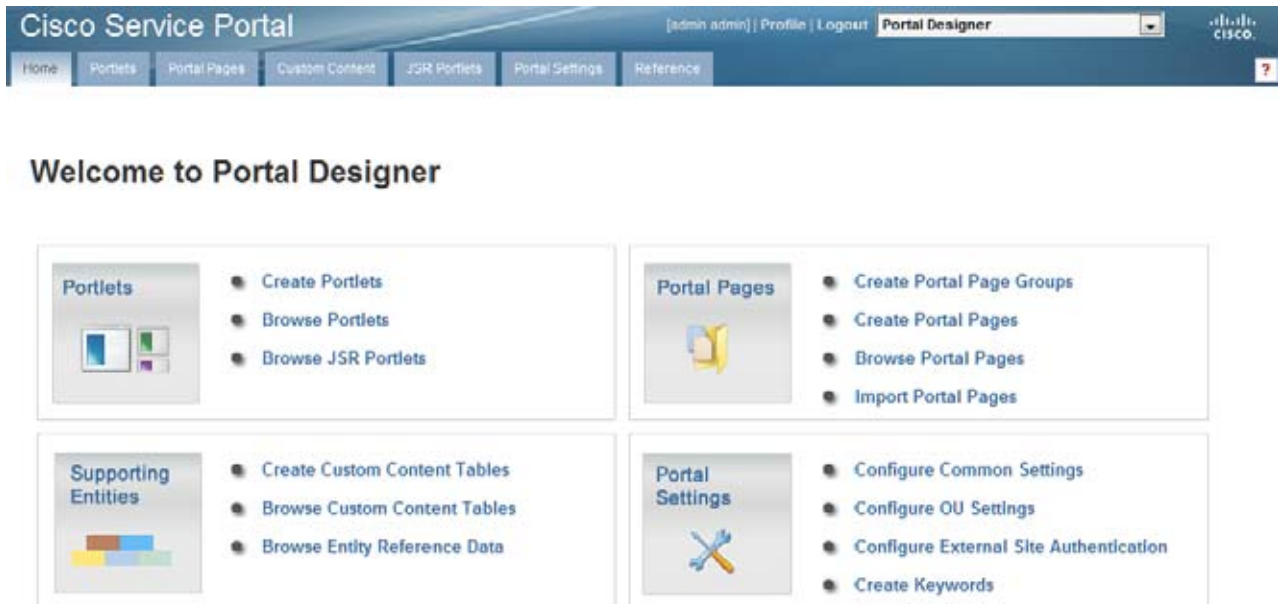 Cisco Service Portal
[admin admin] | Profile | Logout Portal Designer
cisco.
Home Portlets Portal Pages Custom Content JSR Portlets Portal Settings Reference ?
Welcome to Portal Designer
Portlets
Create Portlets
Browse Portlets
Browse JSR Portlets
Portal Pages
Create Portal Page Groups
Create Portal Pages
Browse Portal Pages
Import Portal Pages
Supporting
Entities
Create Custom Content Tables
Browse Custom Content Tables
Browse Entity Reference Data
Portal
Settings
Configure Common Settings
Configure OU Settings
Configure External Site Authentication
Create Keywords